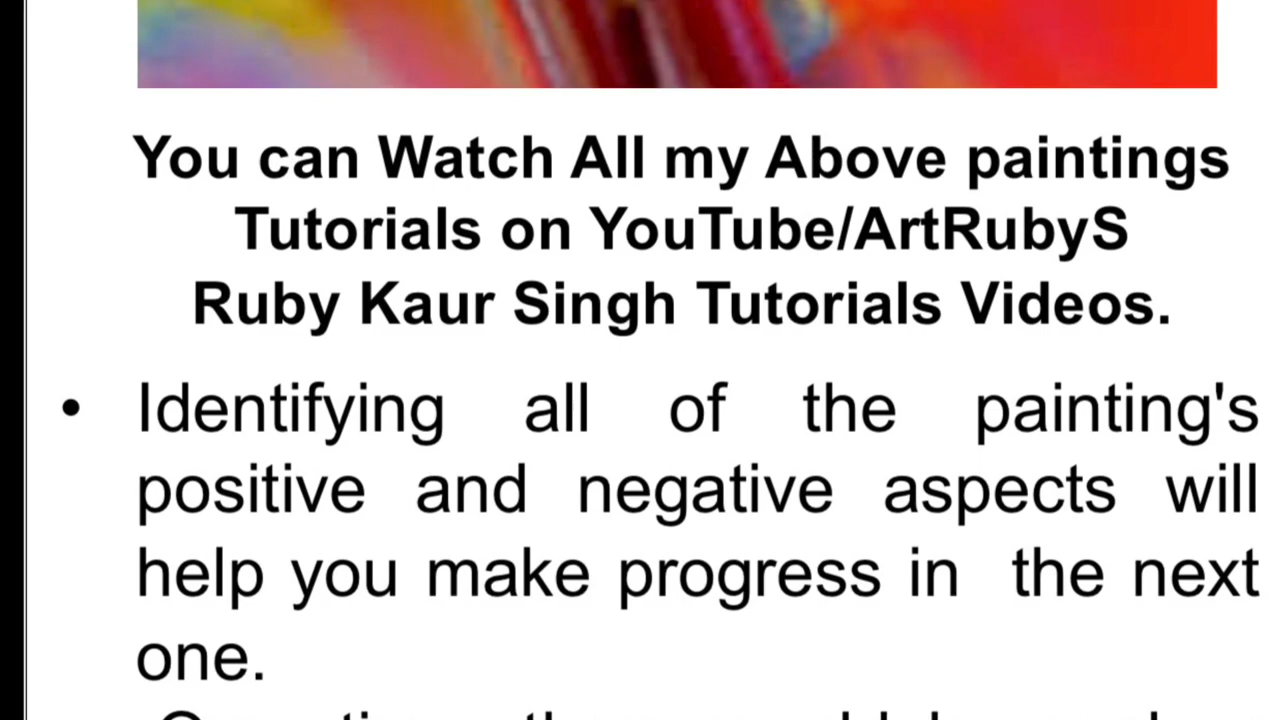 You can Watch All my Above paintings
Tutorials on YouTube/ArtRubyS
Ruby Kaur Singh Tutorials Videos.
• Identifying all of the painting's
positive and negative aspects will
help you make progress in the next
one.